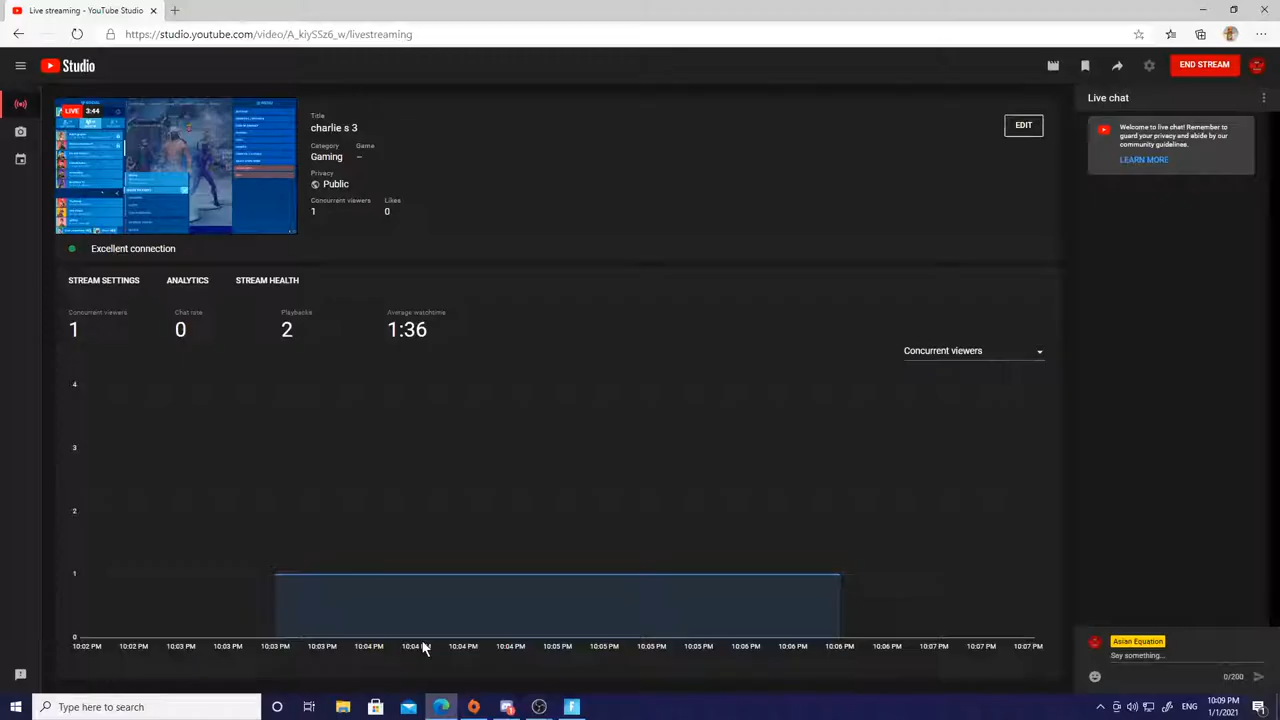 Live streaming - YouTube Studio
https://studio.youtube.com/video/A_kiySSz6_w/livestreaming
Studio
END STREAM
LIVE 3:44
Title
charlie s 3
Category Game
Gaming –
Privacy
Public
Concurrent viewers Likes
1 0
EDIT
Excellent connection
STREAM SETTINGS ANALYTICS STREAM HEALTH
Concurrent viewers Chat rate Playbacks Average watchtime
1 0 2 1:36
Concurrent viewers
4
3
2
1
0
10:02 PM 10:02 PM 10:03 PM 10:03 PM 10:03 PM 10:03 PM 10:04 PM 10:04 10:04 PM 10:04 PM 10:05 PM 10:05 PM 10:05 PM 10:05 PM 10:06 PM 10:06 PM 10:06 PM 10:06 PM 10:07 PM 10:07 PM 10:07 PM
Live chat
Welcome to live chat! Remember to
guard your privacy and abide by our
community guidelines.
LEARN MORE
Asian Equation
Say something...
0/200
Type here to search
10:09 PM
1/1/2021